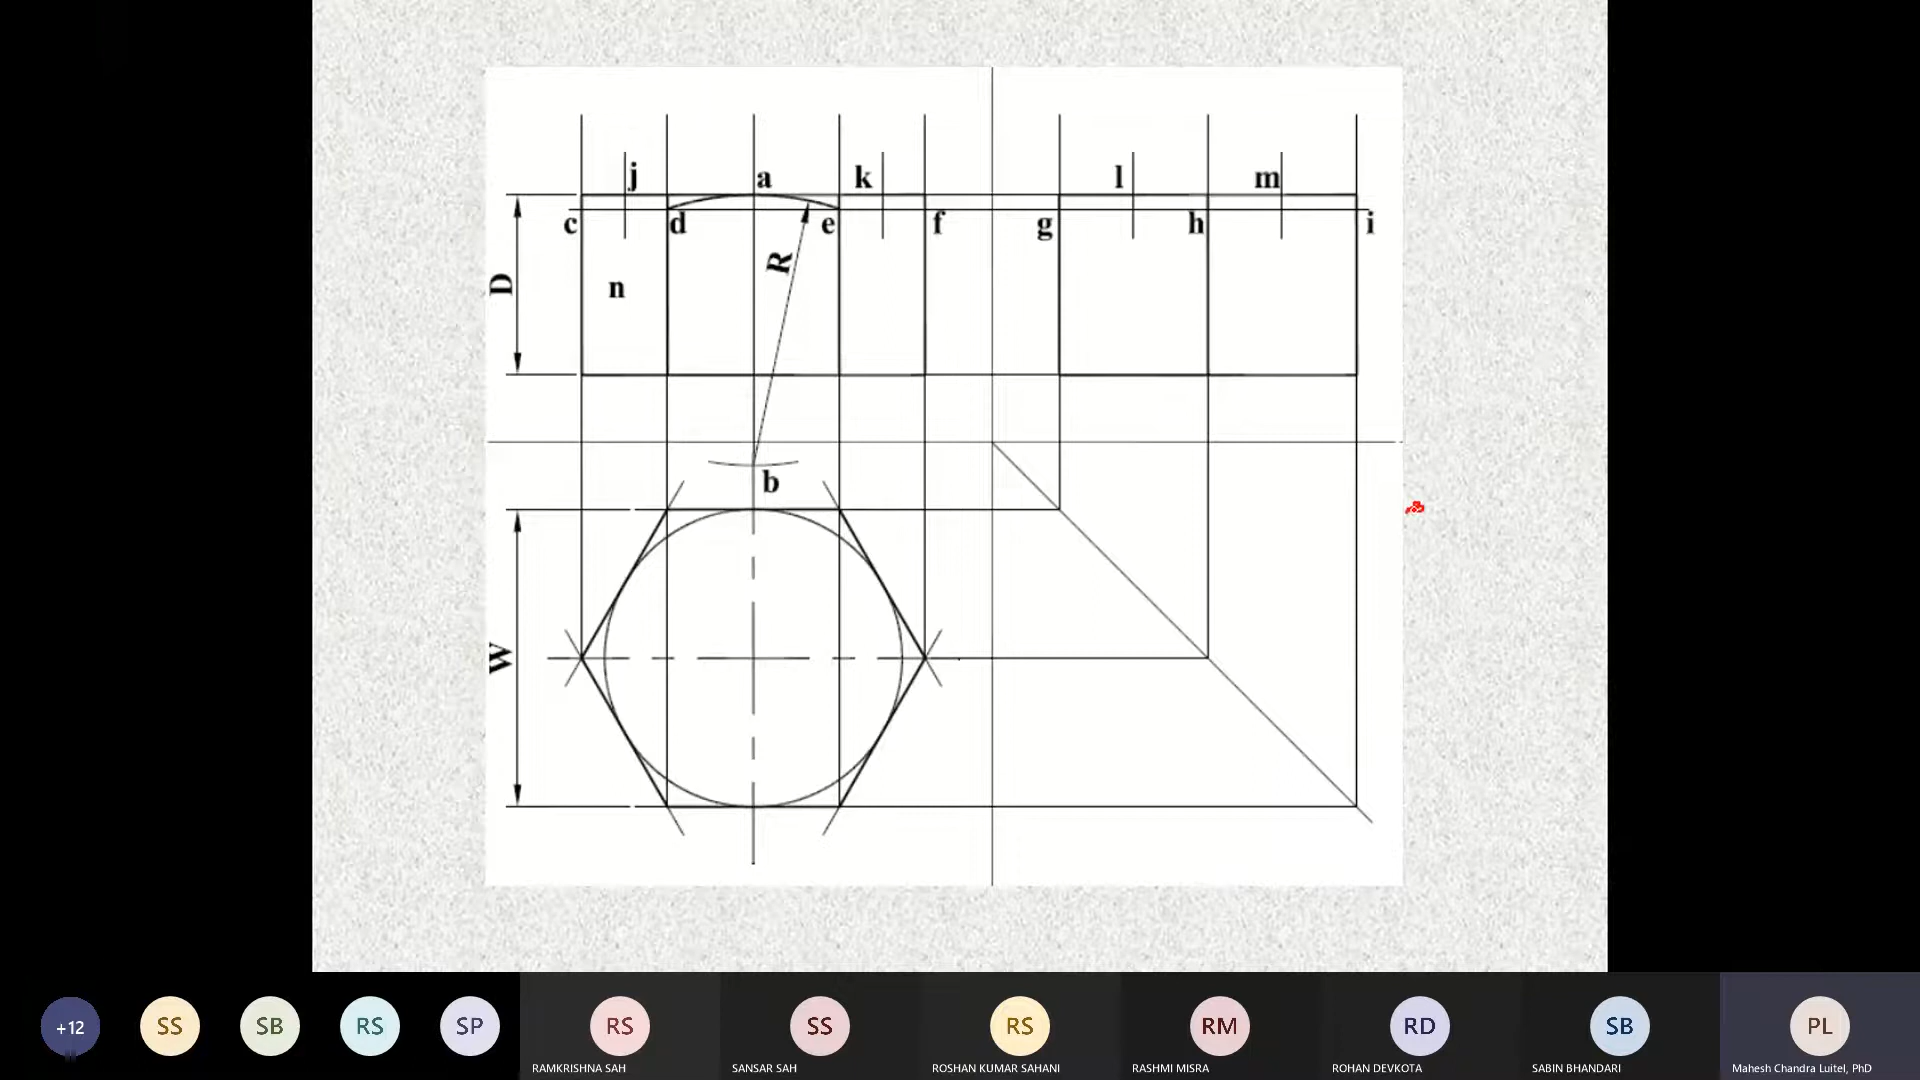 j a k l m
c d e f g h i
R
D
n
b
W
+12 SS SB RS SP RS SS RS RM RD SB PL
RAMKRISHNA SAH SANSAR SAH ROSHAN KUMAR SAHANI RASHMI MISRA ROHAN DEVKOTA SABIN BHANDARI Mahesh Chandra Luitel, PhD